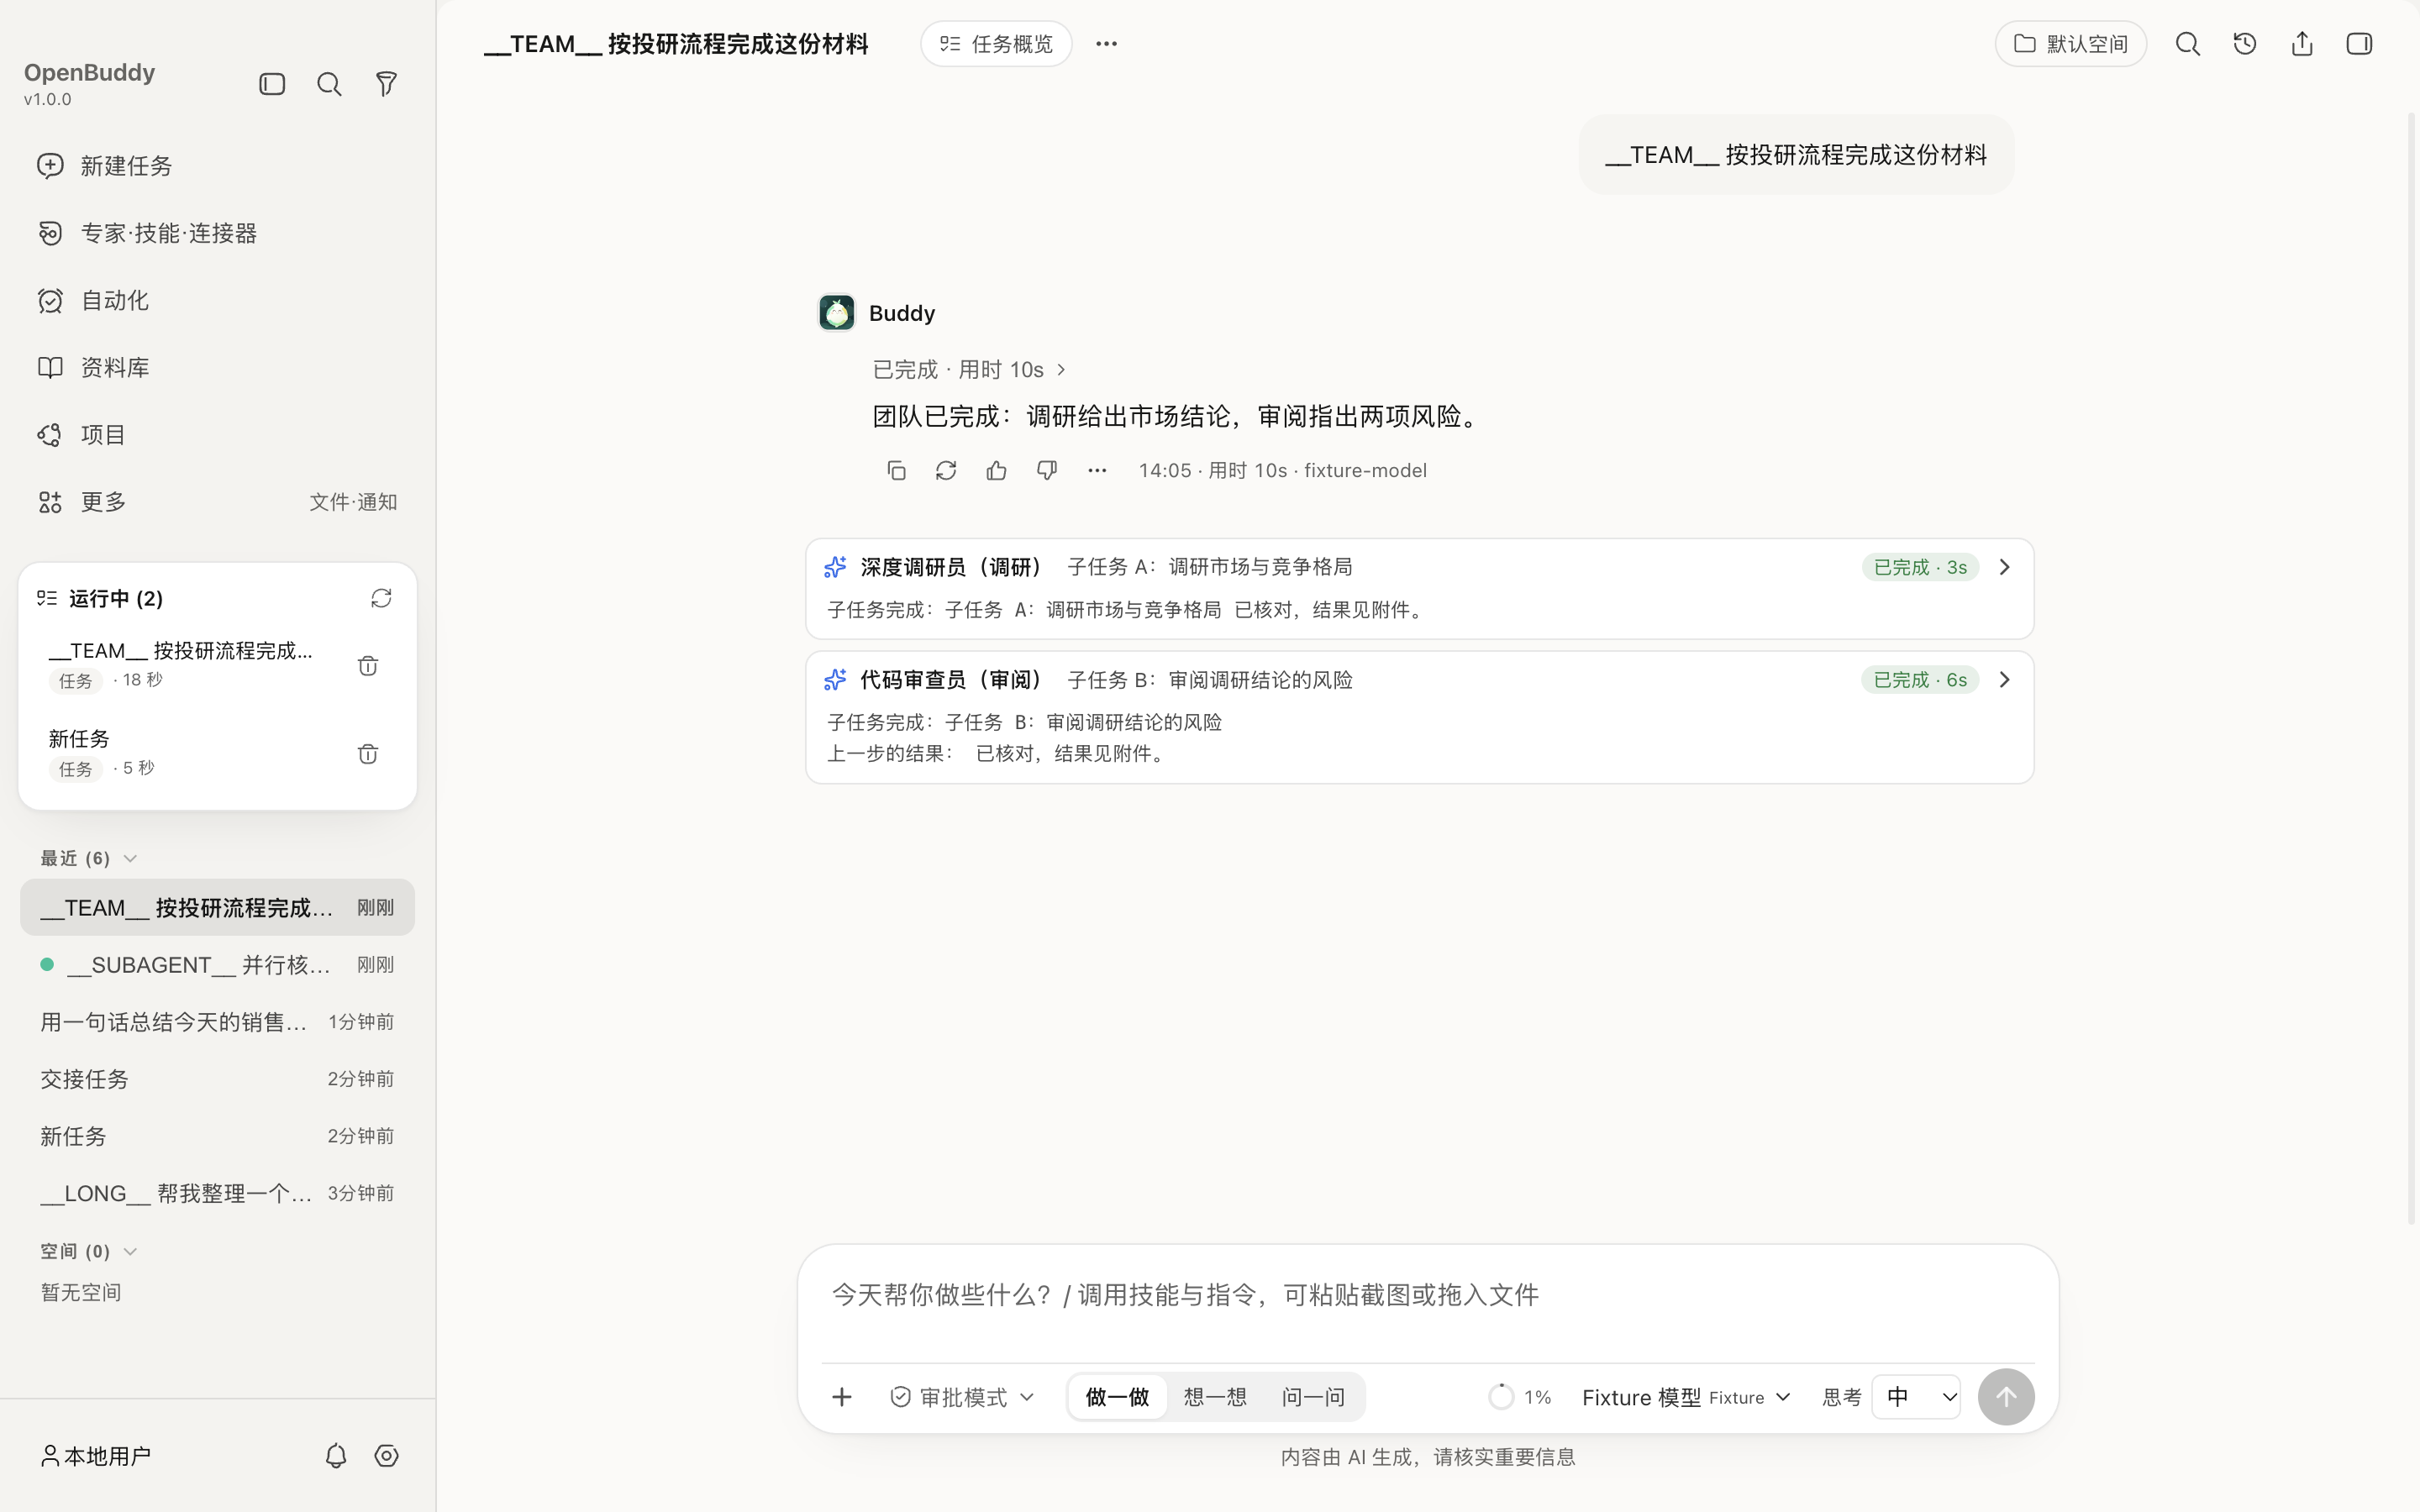 OpenBuddy
v1.0.0
新建任务
专家·技能·连接器
自动化
资料库
项目
更多 文件·通知
运行中 (2)
__TEAM__ 按投研流程完成...
任务 · 18 秒
新任务
任务 · 5 秒
最近 (6)
__TEAM__ 按投研流程完成... 刚刚
__SUBAGENT__ 并行核... 刚刚
用一句话总结今天的销售... 1分钟前
交接任务 2分钟前
新任务 2分钟前
__LONG__ 帮我整理一个... 3分钟前
空间 (0)
暂无空间
本地用户
__TEAM__ 按投研流程完成这份材料 任务概览 默认空间
__TEAM__ 按投研流程完成这份材料
Buddy
已完成 · 用时 10s
团队已完成：调研给出市场结论，审阅指出两项风险。
14:05 · 用时 10s · fixture-model
深度调研员（调研） 子任务 A：调研市场与竞争格局 已完成 · 3s
子任务完成：子任务 A：调研市场与竞争格局 已核对，结果见附件。
代码审查员（审阅） 子任务 B：审阅调研结论的风险 已完成 · 6s
子任务完成：子任务 B：审阅调研结论的风险
上一步的结果： 已核对，结果见附件。
今天帮你做些什么？/ 调用技能与指令，可粘贴截图或拖入文件
审批模式 做一做 想一想 问一问 1% Fixture 模型 Fixture 思考 中
内容由 AI 生成，请核实重要信息